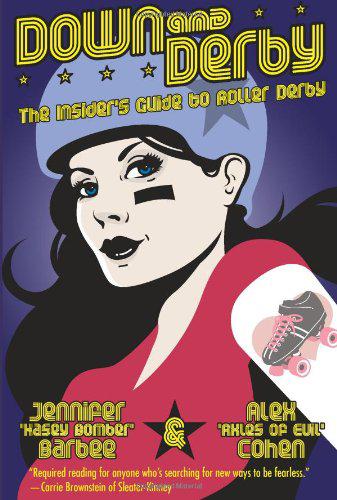 Down and
Derby
The Insider's Guide to Roller Derby
Jennifer
'Kasey Bomber'
Barbee
&
Alex
'Axles of Evil'
Cohen
"Required reading for anyone who's searching for new ways to be fearless."
—Carrie Brownstein of Sleater-Kinney